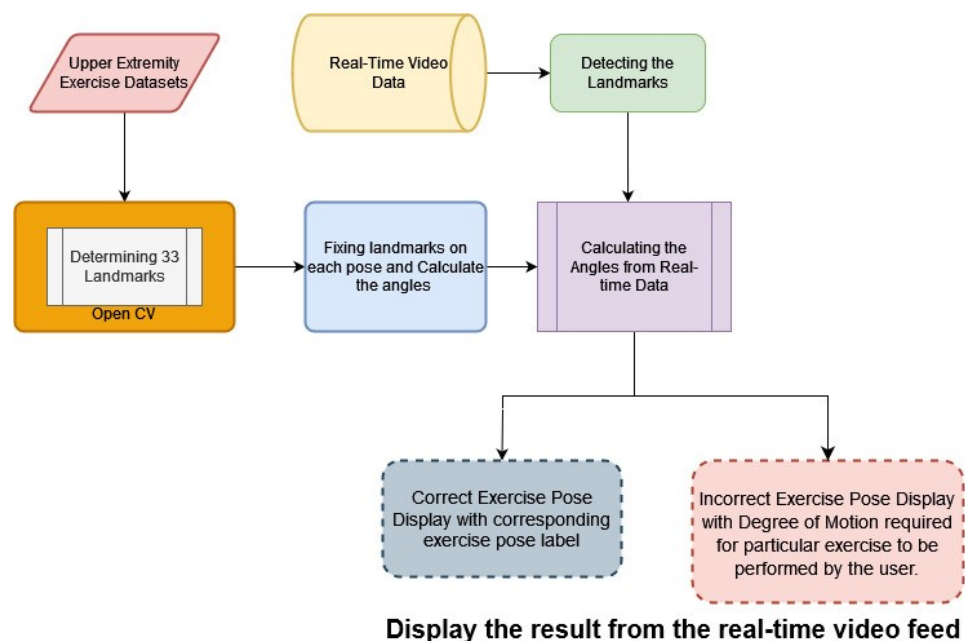 Upper Extremity
Exercise Datasets
Real-Time Video
Data
Detecting the
Landmarks
Determining 33
Landmarks
Open CV
Fixing landmarks on
each pose and Calculate
the angles
Calculating the
Angles from Real-
time Data
Correct Exercise Pose
Display with corresponding
exercise pose label
Incorrect Exercise Pose Display
with Degree of Motion required
for particular exercise to be
performed by the user.
Display the result from the real-time video feed